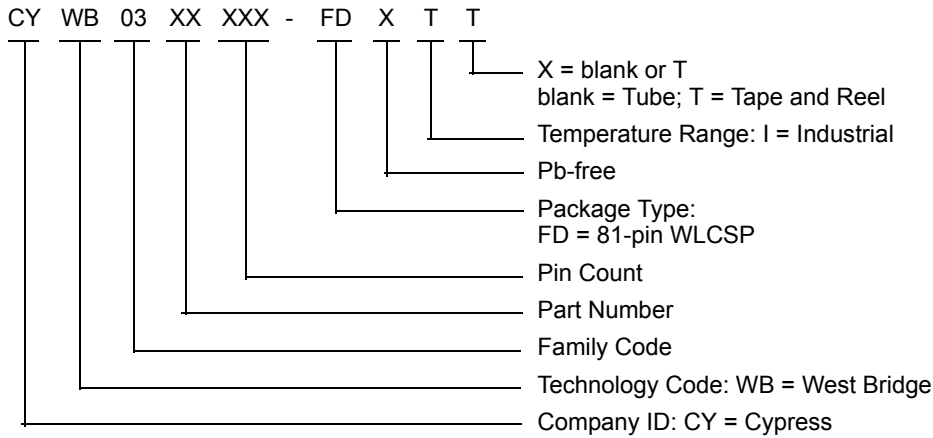 CY WB 03 XX XXX - FD X T T
X = blank or T
blank = Tube; T = Tape and Reel
Temperature Range: I = Industrial
Pb-free
Package Type:
FD = 81-pin WLCSP
Pin Count
Part Number
Family Code
Technology Code: WB = West Bridge
Company ID: CY = Cypress